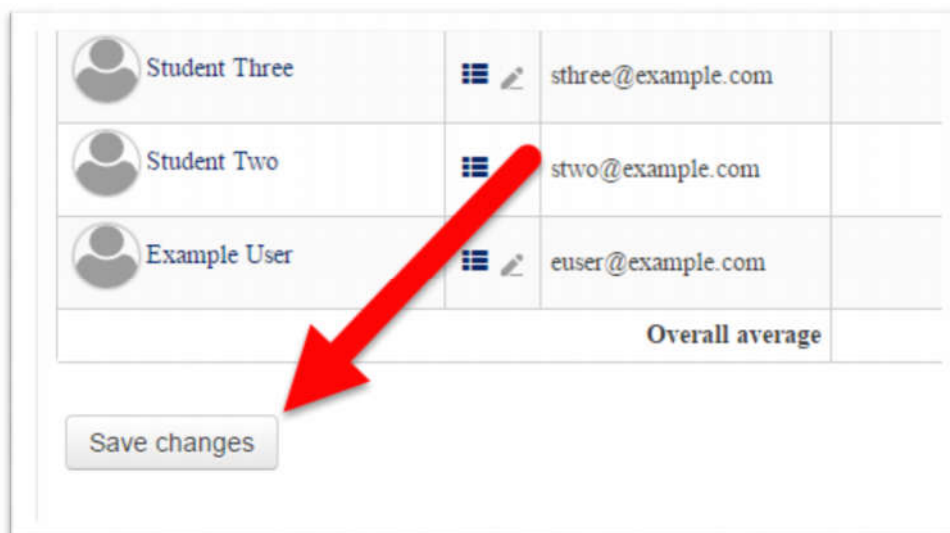 Student Three sthree@example.com
Student Two stwo@example.com
Example User euser@example.com
Overall average
Save changes